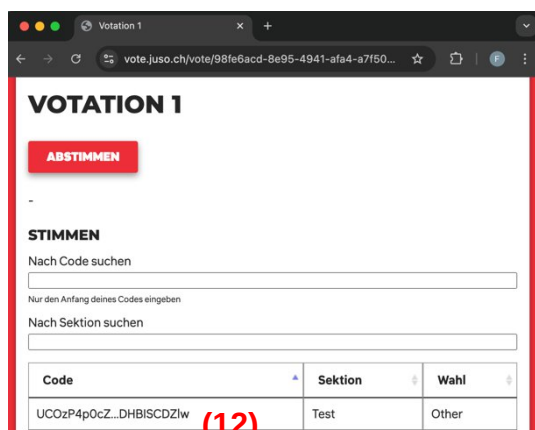 Votation 1
vote.juso.ch/vote/98fe6acd-8e95-4941-afa4-a7f50...
F
VOTATION 1
ABSTIMMEN
-
STIMMEN
Nach Code suchen
Nur den Anfang deines Codes eingeben
Nach Sektion suchen
Code Sektion Wahl
UCOzP4p0cZ...DHBISCDZlw (12) Test Other